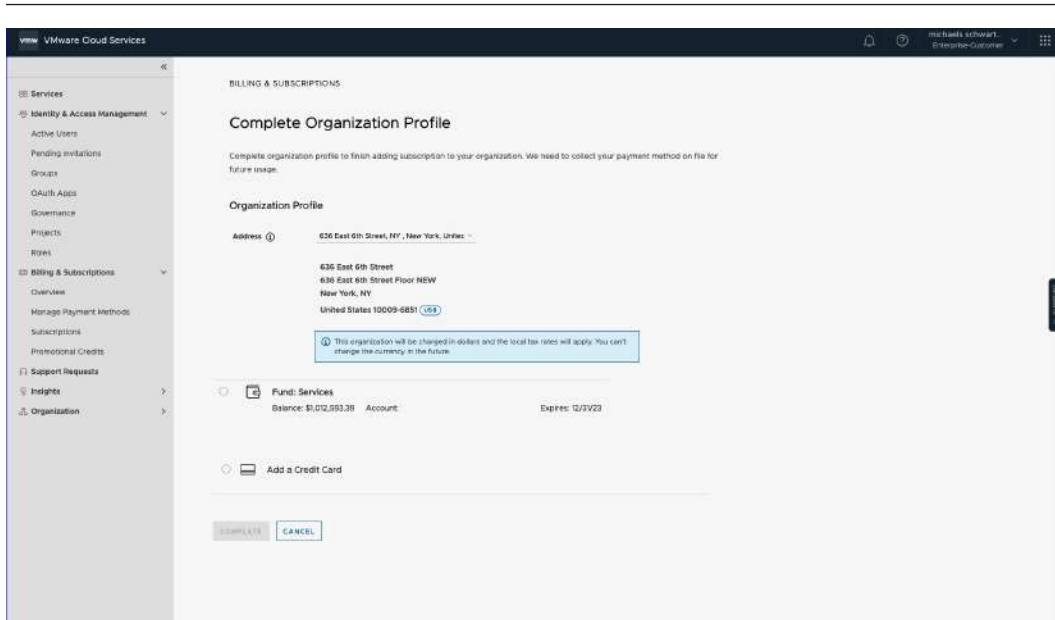 vmw VMware Cloud Services
michaels schwart...
Enterprise-Customer
Services
Identity & Access Management
Active Users
Pending Invitations
Groups
OAuth Apps
Governance
Projects
Roles
Billing & Subscriptions
Overview
Manage Payment Methods
Subscriptions
Promotional Credits
Support Requests
Insights
Organization
BILLING & SUBSCRIPTIONS
Complete Organization Profile
Complete organization profile to finish adding subscription to your organization. We need to collect your payment method on file for
future usage.
Organization Profile
Address 636 East 6th Street, NY , New York, Unitec
636 East 6th Street
636 East 6th Street Floor NEW
New York, NY
United States 10009-6851 US$
This organization will be charged in dollars and the local tax rates will apply. You can't
change the currency in the future.
Fund: Services
Balance: $1,012,593.39 Account: Expires: 12/31/23
Add a Credit Card
COMPLETE CANCEL